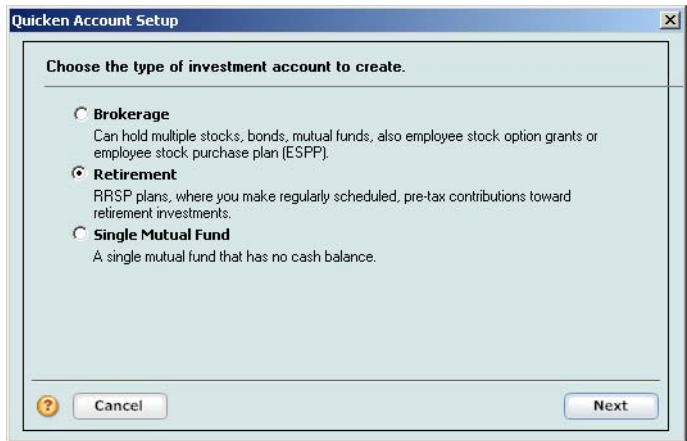 Quicken Account Setup
Choose the type of investment account to create.
Brokerage
Can hold multiple stocks, bonds, mutual funds, also employee stock option grants or
employee stock purchase plan (ESPP).
Retirement
RRSP plans, where you make regularly scheduled, pre-tax contributions toward
retirement investments.
Single Mutual Fund
A single mutual fund that has no cash balance.
? Cancel Next